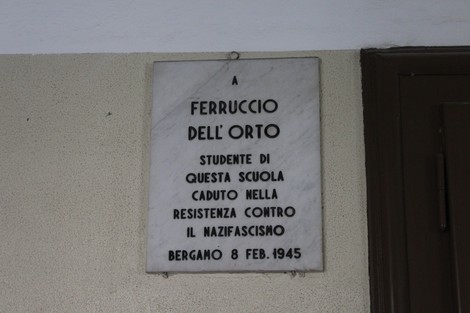 A
FERRUCCIO
DELL'ORTO
STUDENTE DI
QUESTA SCUOLA
CADUTO NELLA
RESISTENZA CONTRO
IL NAZIFASCISMO
BERGAMO 8 FEB. 1945